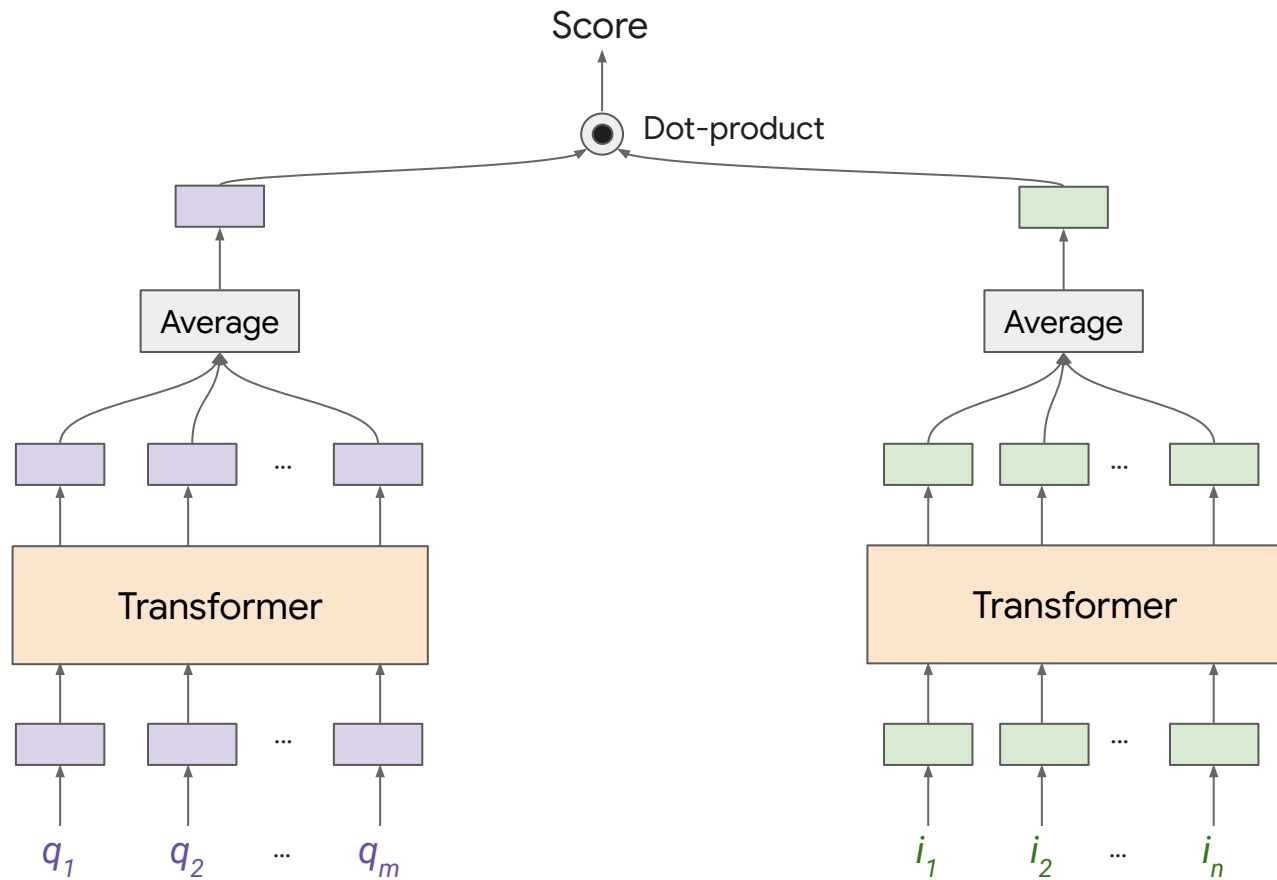 Score
Dot-product
Average Average
... ...
Transformer Transformer
... ...
q1 q2 ... qm i1 i2 ... in